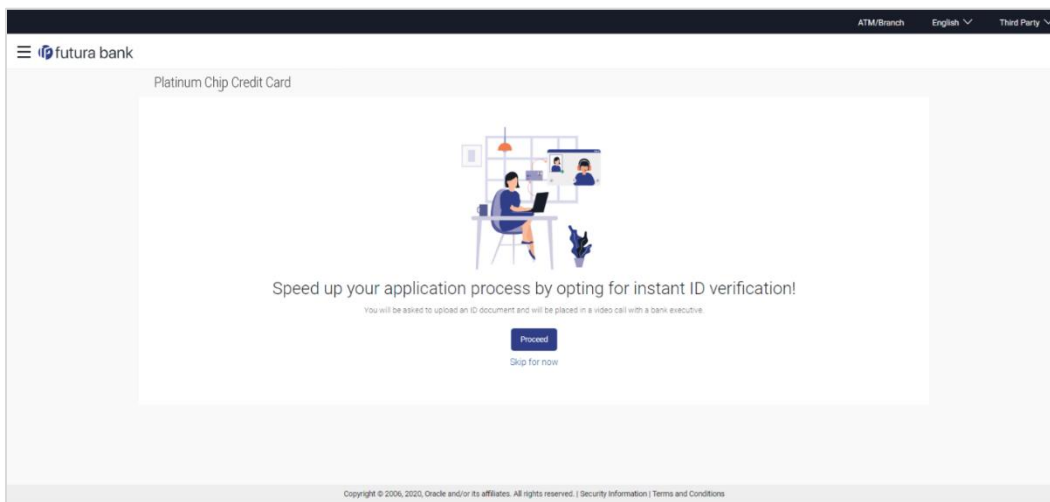 ATM/Branch English Third Party
futura bank
Platinum Chip Credit Card
Speed up your application process by opting for instant ID verification!
You will be asked to upload an ID document and will be placed in a video call with a bank executive.
Proceed
Skip for now
Copyright © 2006, 2020, Oracle and/or its affiliates. All rights reserved. | Security Information | Terms and Conditions